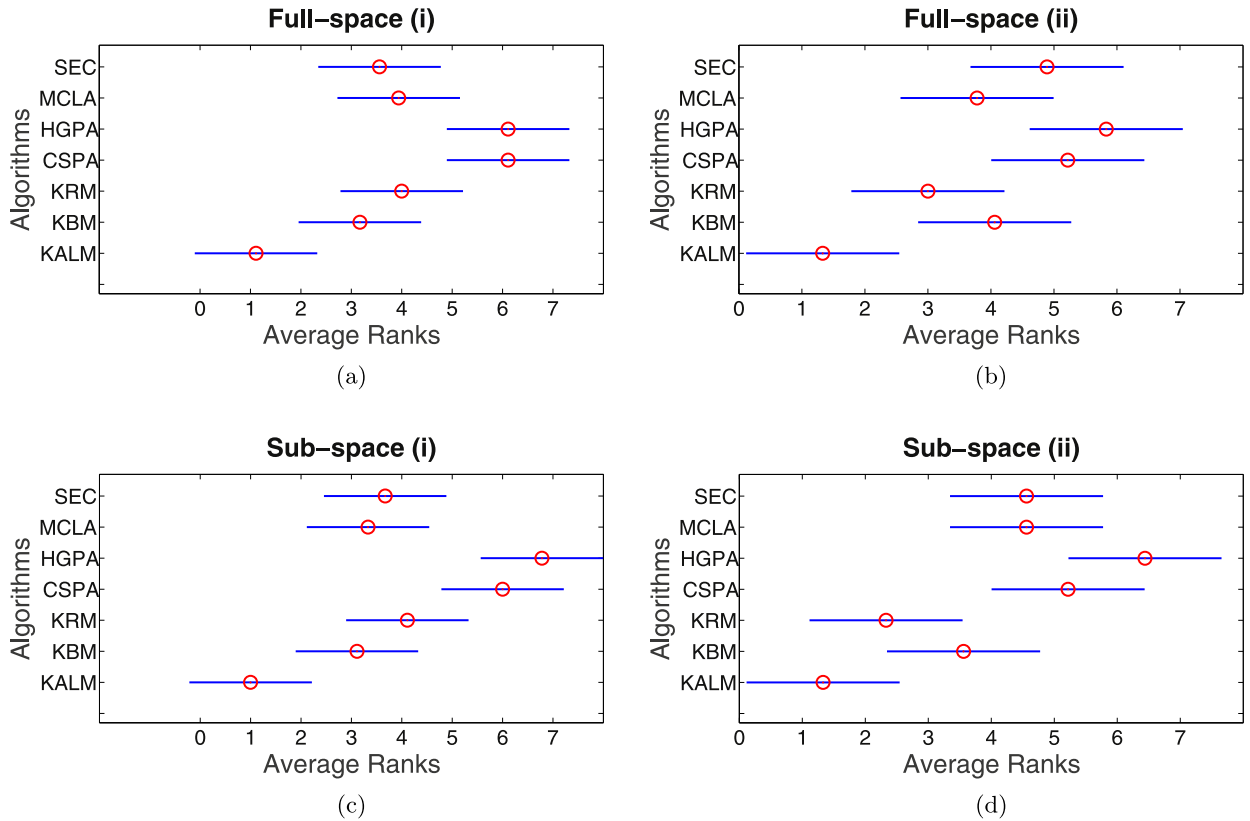 Full-space (i)
SEC
MCLA
HGPA
CSPA
KRM
KBM
KALM
Algorithms
0 1 2 3 4 5 6 7
Average Ranks
(a)
Full-space (ii)
SEC
MCLA
HGPA
CSPA
KRM
KBM
KALM
Algorithms
0 1 2 3 4 5 6 7
Average Ranks
(b)
Sub-space (i)
SEC
MCLA
HGPA
CSPA
KRM
KBM
KALM
Algorithms
0 1 2 3 4 5 6 7
Average Ranks
(c)
Sub-space (ii)
SEC
MCLA
HGPA
CSPA
KRM
KBM
KALM
Algorithms
0 1 2 3 4 5 6 7
Average Ranks
(d)